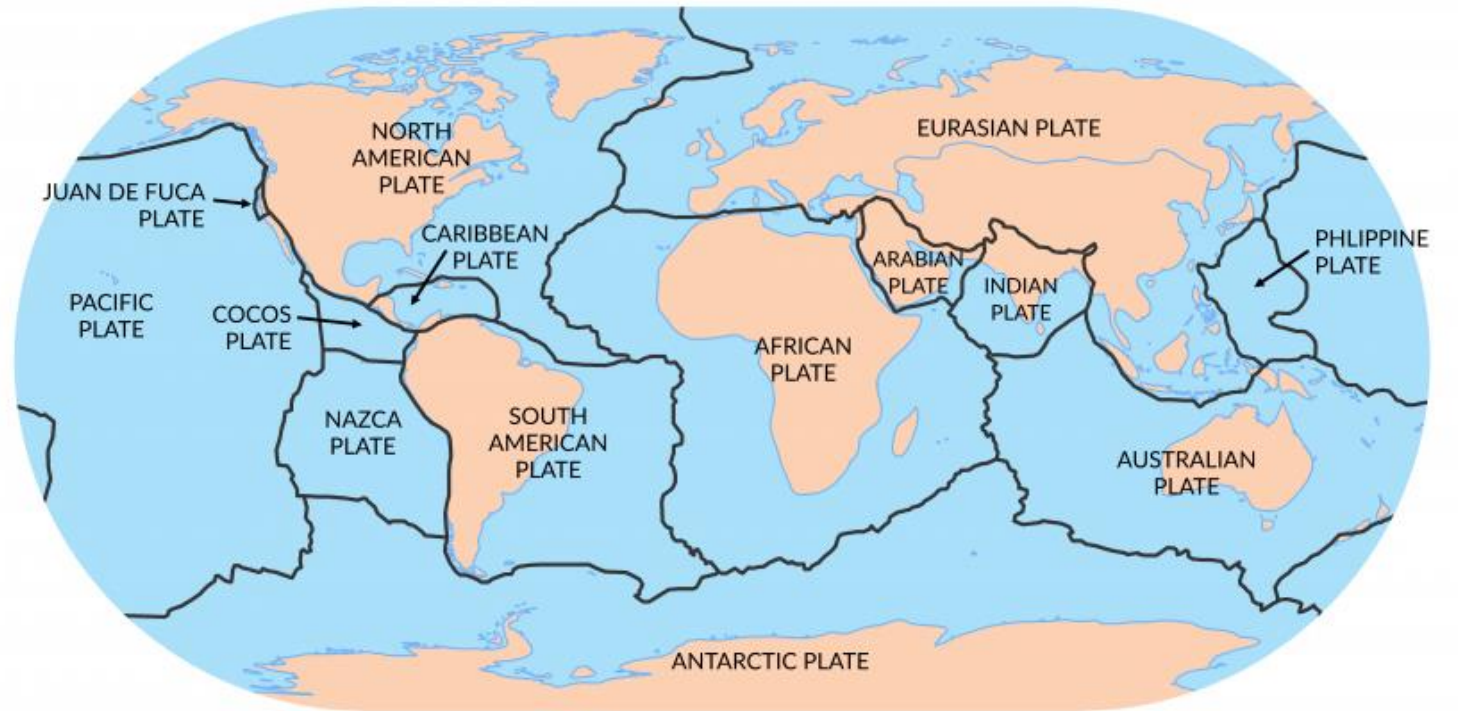 NORTH
AMERICAN
PLATE
EURASIAN PLATE
JUAN DE FUCA
PLATE
CARIBBEAN
PLATE
PHLIPPINE
PLATE
ARABIAN
PLATE
INDIAN
PLATE
PACIFIC
PLATE
COCOS
PLATE
AFRICAN
PLATE
NAZCA
PLATE
SOUTH
AMERICAN
PLATE
AUSTRALIAN
PLATE
ANTARCTIC PLATE